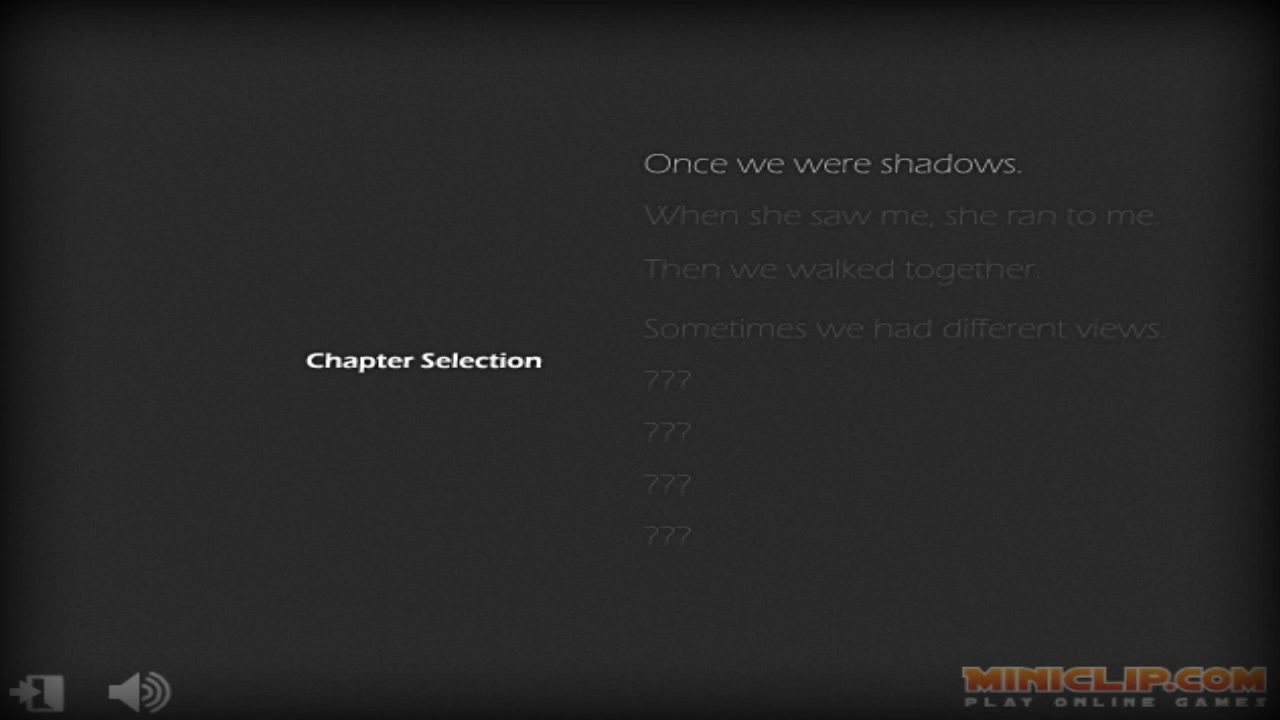 Once we were shadows.
When she saw me, she ran to me.
Then we walked together.
Sometimes we had different views.
Chapter Selection
???
???
???
???
MINICLIP.COM
PLAY ONLINE GAMES